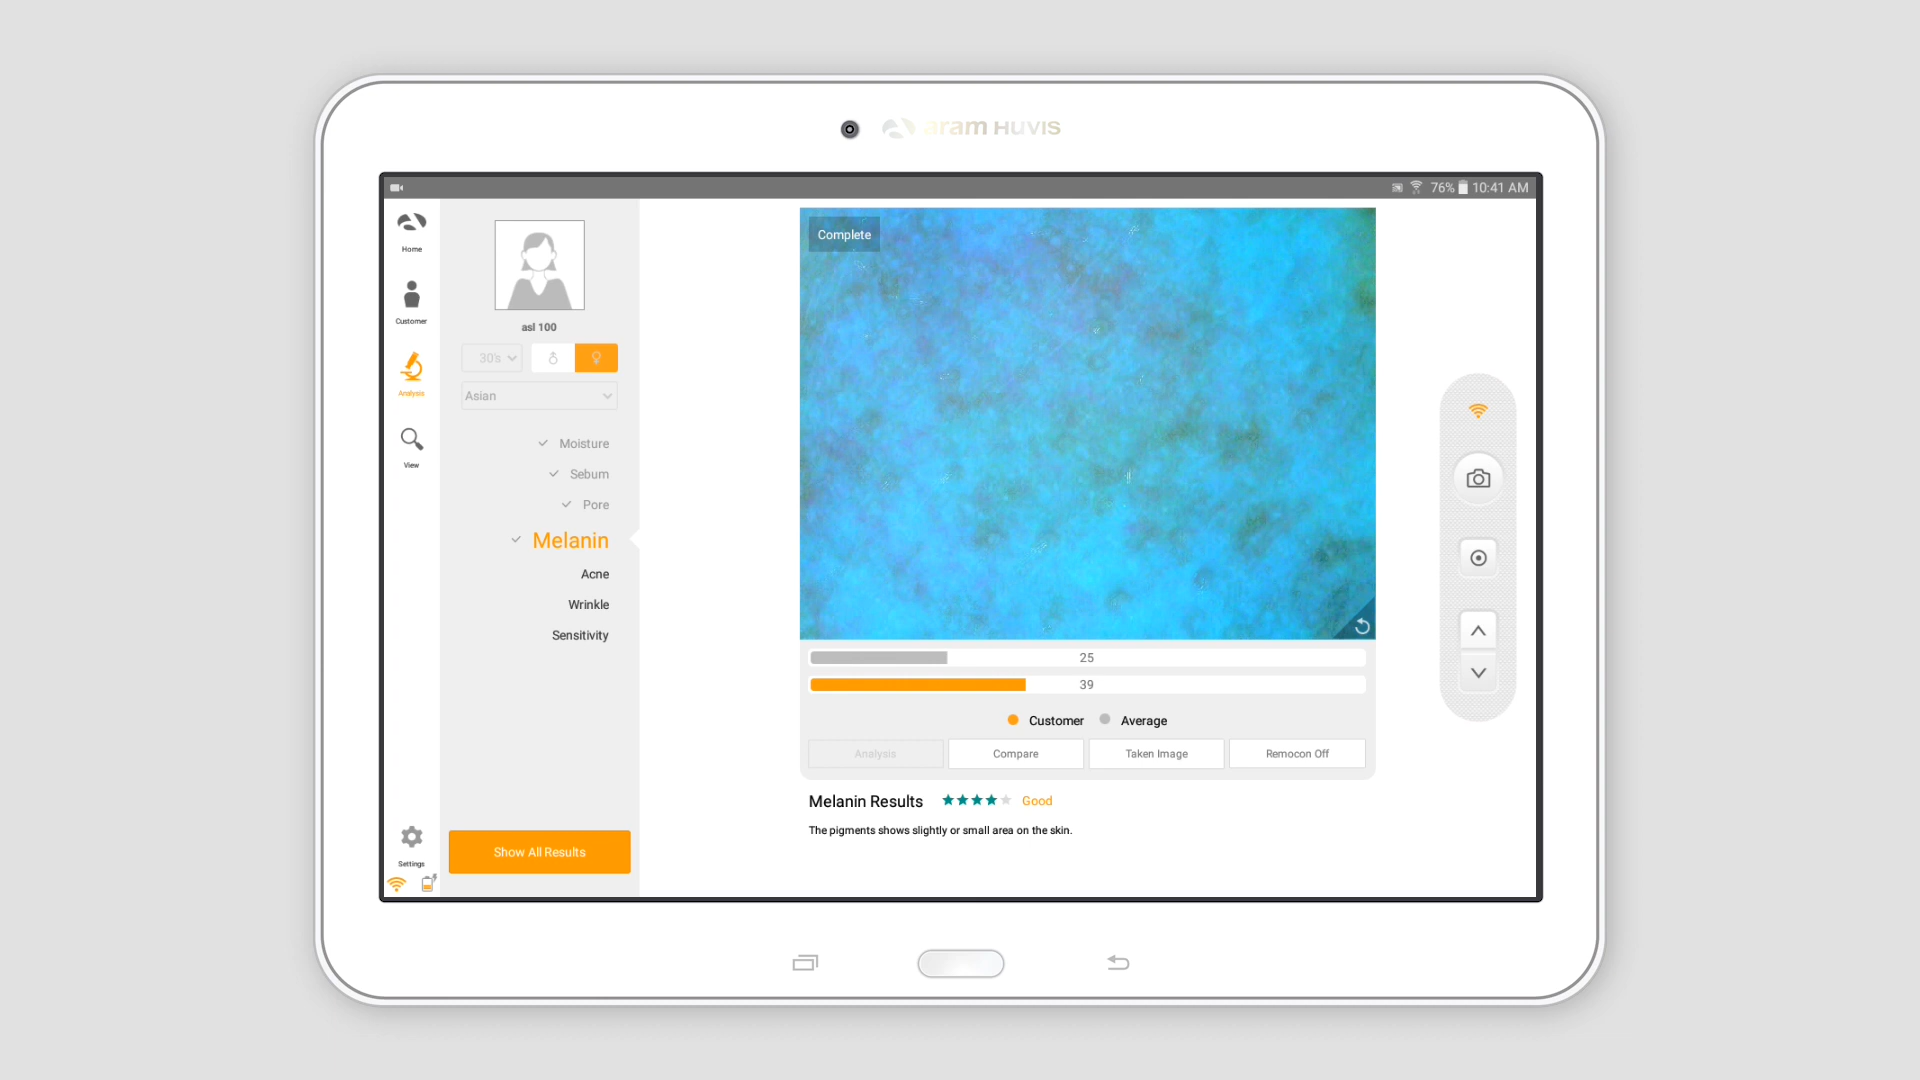 aram HUVIS
76% 10:41 AM
Home
Customer
Analysis
View
Settings
asl 100
30's
Asian
Moisture
Sebum
Pore
Melanin
Acne
Wrinkle
Sensitivity
Show All Results
Complete
25
39
Customer Average
Analysis Compare Taken Image Remocon Off
Melanin Results Good
The pigments shows slightly or small area on the skin.